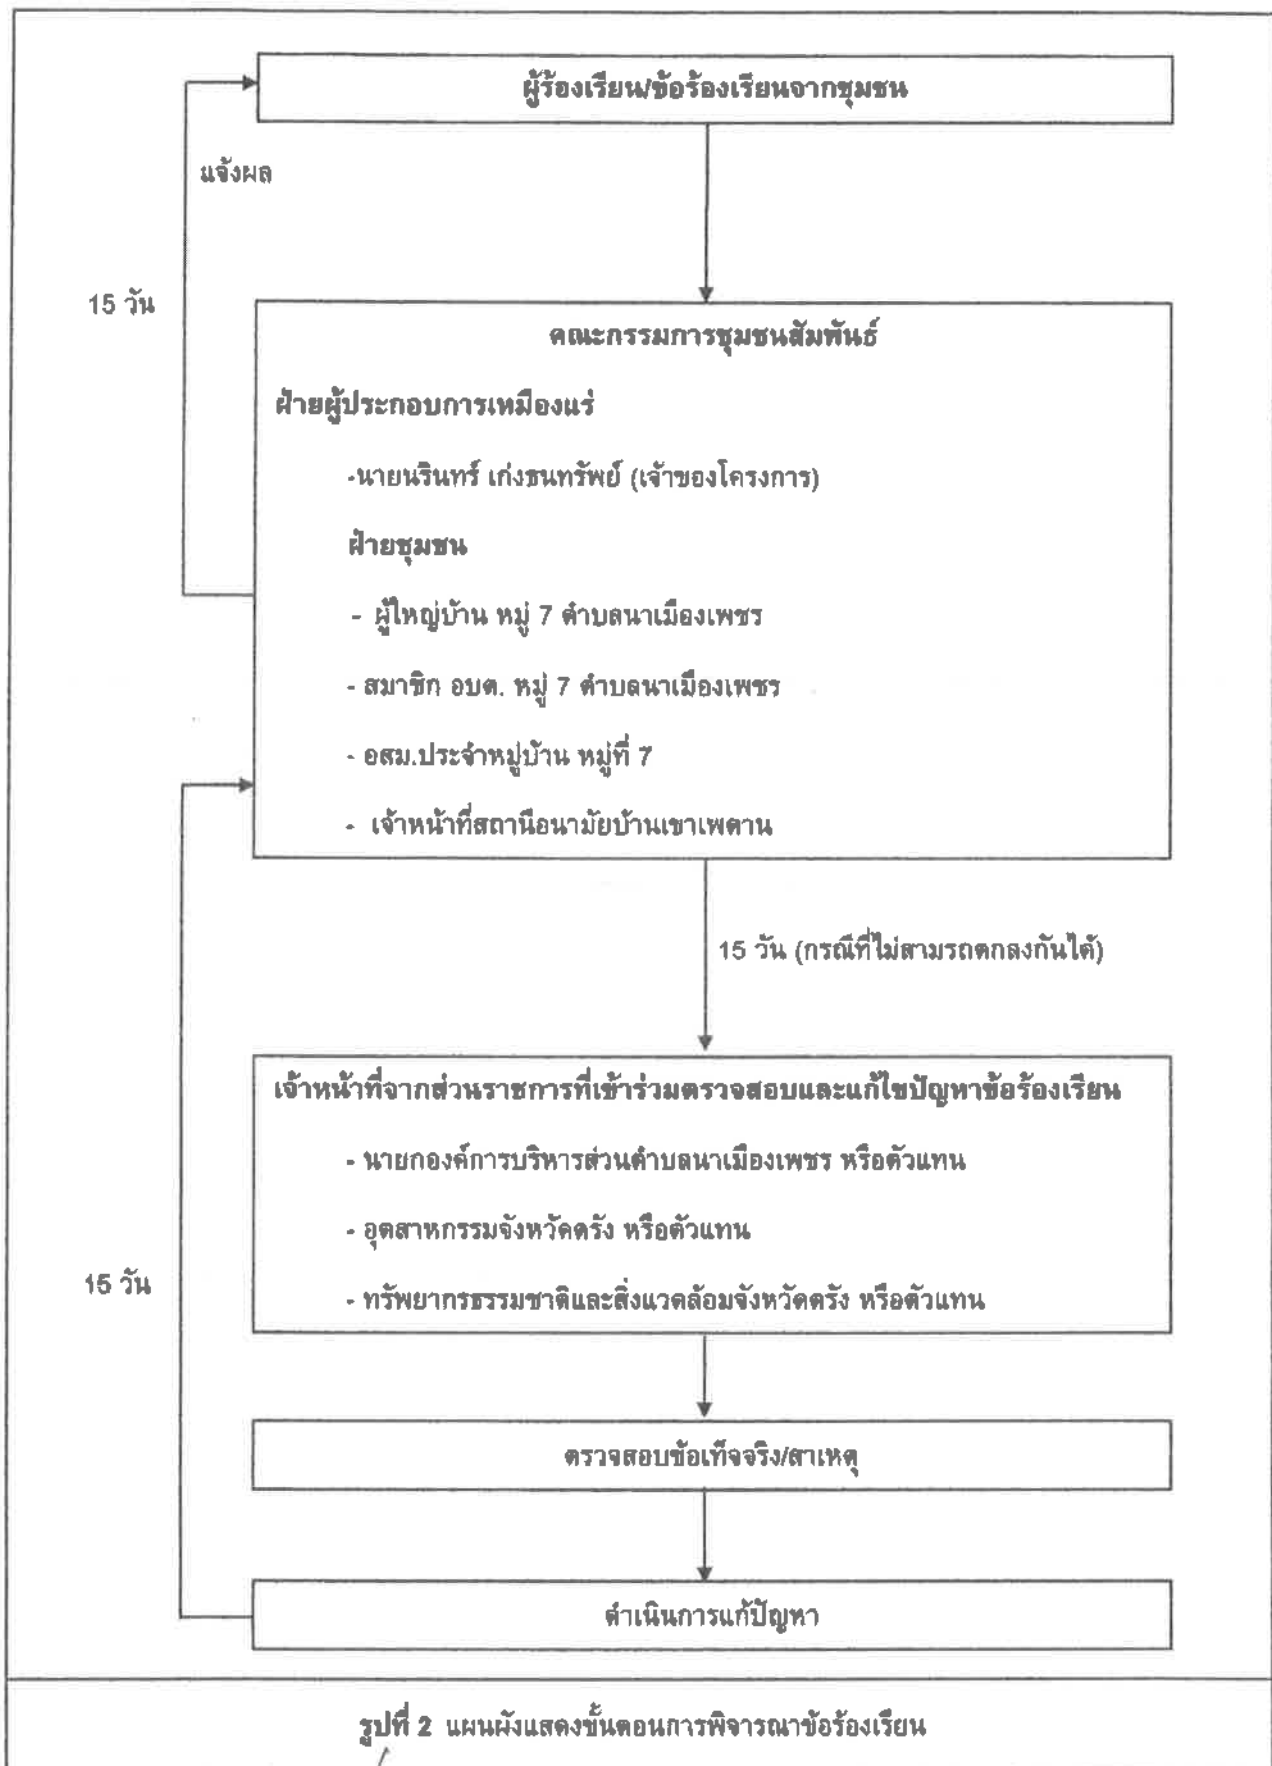 ผู้ร้องเรียน/ข้อร้องเรียนจากชุมชน
แจ้งผล
15 วัน
คณะกรรมการชุมชนสัมพันธ์
ฝ่ายผู้ประกอบการเหมืองแร่
-นายนรินทร์ เก่งธนทรัพย์ (เจ้าของโครงการ)
ฝ่ายชุมชน
- ผู้ใหญ่บ้าน หมู่ 7 ตำบลนาเมืองเพชร
- สมาชิก อบต. หมู่ 7 ตำบลนาเมืองเพชร
- อสม.ประจำหมู่บ้าน หมู่ที่ 7
- เจ้าหน้าที่สถานีอนามัยบ้านเขาเพดาน
15 วัน (กรณีที่ไม่สามรถตกลงกันได้)
เจ้าหน้าที่จากส่วนราชการที่เข้าร่วมตรวจสอบและแก้ไขปัญหาข้อร้องเรียน
- นายกองค์การบริหารส่วนตำบลนาเมืองเพชร หรือตัวแทน
- อุตสาหกรรมจังหวัดตรัง หรือตัวแทน
15 วัน
- ทรัพยากรธรรมชาติและสิ่งแวดล้อมจังหวัดตรัง หรือตัวแทน
ตรวจสอบข้อเท็จจริง/สาเหตุ
ดำเนินการแก้ปัญหา
รูปที่ 2 แผนผังแสดงขั้นตอนการพิจารณาข้อร้องเรียน